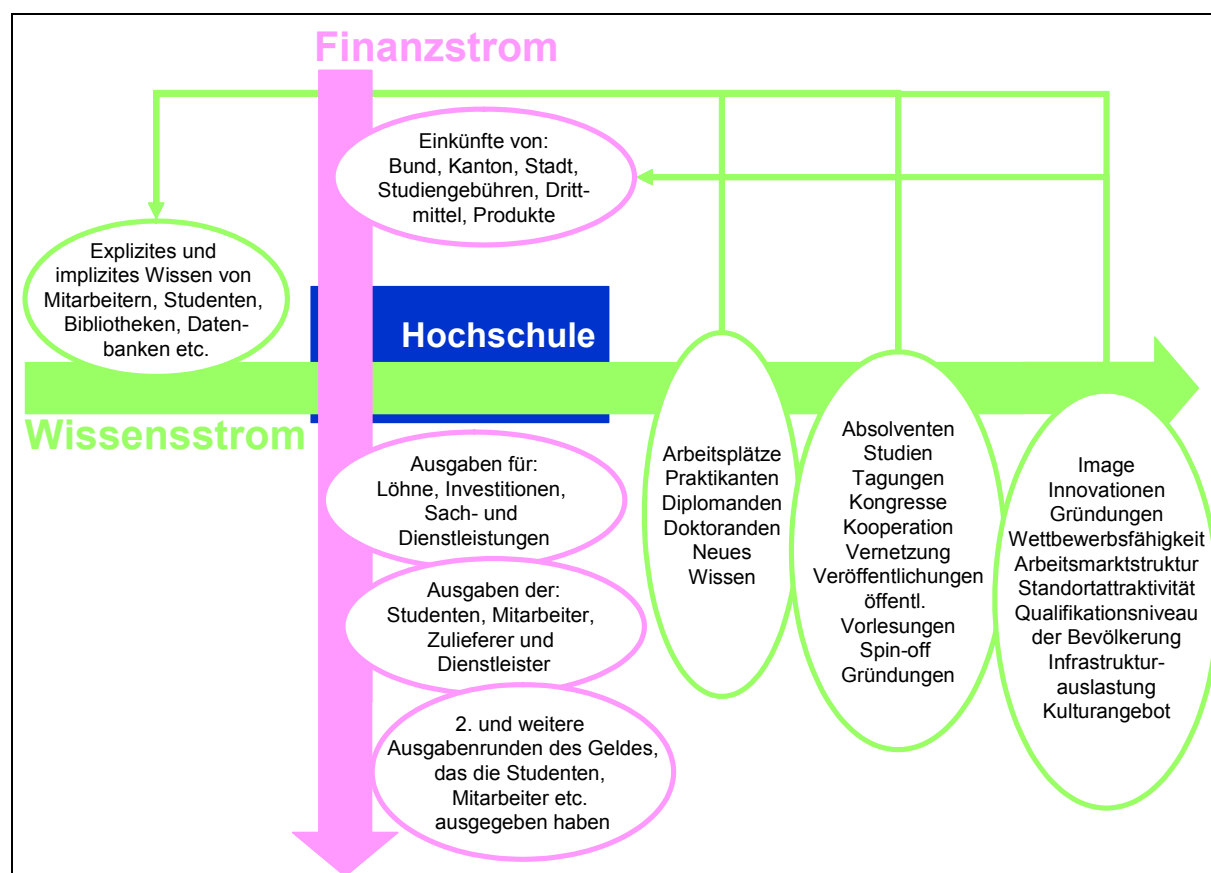 Finanzstrom
Einkünfte von:
Bund, Kanton, Stadt,
Studiengebühren, Dritt-
mittel, Produkte
Explizites und
implizites Wissen von
Mitarbeitern, Studenten,
Bibliotheken, Daten-
banken etc.
Hochschule
Wissensstrom
Ausgaben für:
Löhne, Investitionen,
Sach- und
Dienstleistungen
Ausgaben der:
Studenten, Mitarbeiter,
Zulieferer und
Dienstleister
2. und weitere
Ausgabenrunden des Geldes,
das die Studenten,
Mitarbeiter etc.
ausgegeben haben
Arbeitsplätze
Praktikanten
Diplomanden
Doktoranden
Neues
Wissen
Absolventen
Studien
Tagungen
Kongresse
Kooperation
Vernetzung
Veröffentlichungen
öffentl.
Vorlesungen
Spin-off
Gründungen
Image
Innovationen
Gründungen
Wettbewerbsfähigkeit
Arbeitsmarktstruktur
Standortattraktivität
Qualifikationsniveau
der Bevölkerung
Infrastruktur-
auslastung
Kulturangebot